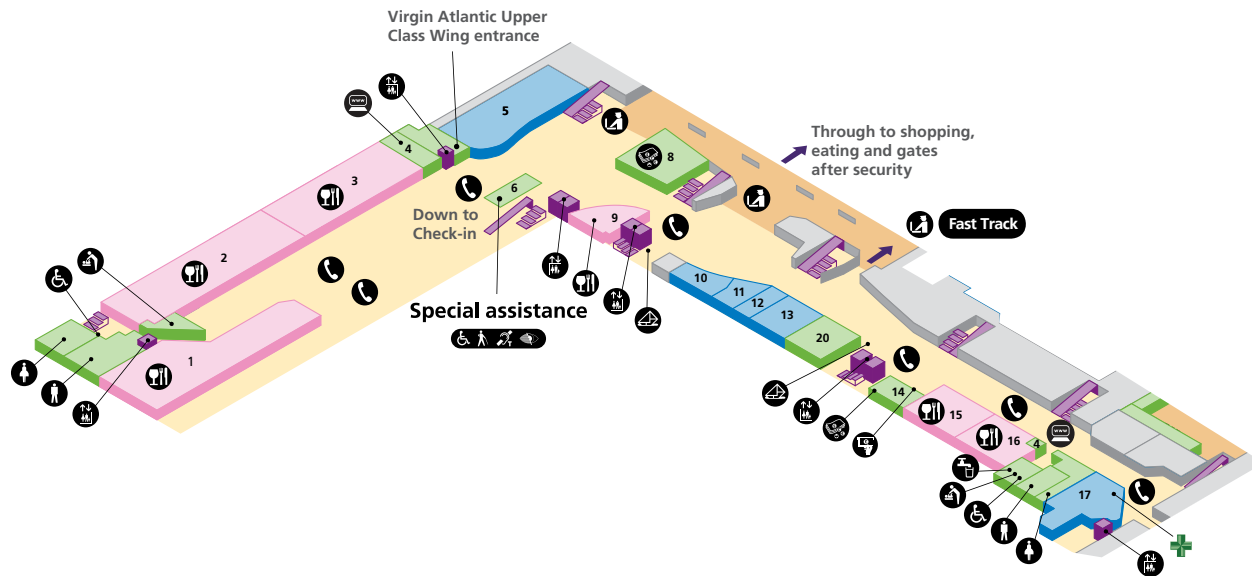 Virgin Atlantic Upper
Class Wing entrance
www
5
4
3
8
Through to shopping,
eating and gates
after security
6
Down to
Check-in
9
Fast Track
2
10
11
12
13
Special assistance
T
20
1
14
15
www
16
4
17